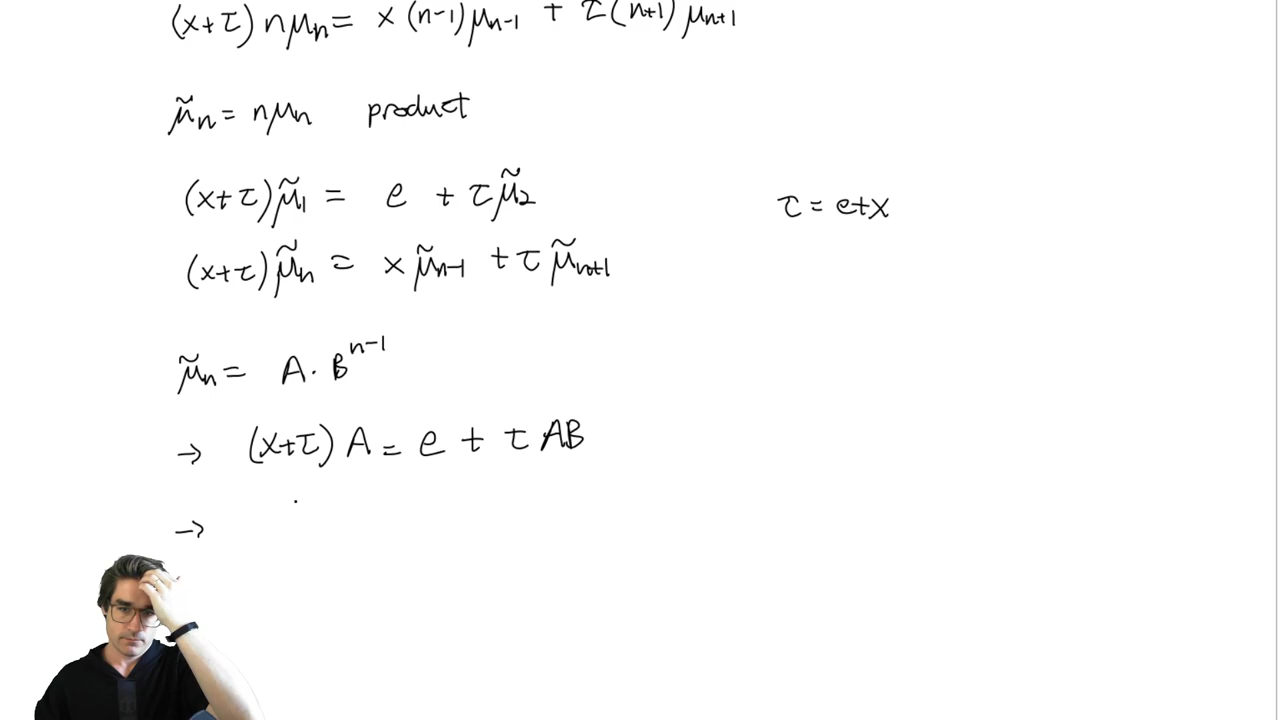 (x+τ) nμn = x (n-1) μn-1 + τ(n+1) μn+1
μ̃n = nμn product
(x+τ)μ̃1 = e + τμ̃2
τ = e+x
(x+τ)μ̃n = x μ̃n-1 + τ μ̃n+1
μ̃n = A · B^n-1
→ (x+τ) A = e + τ AB
→